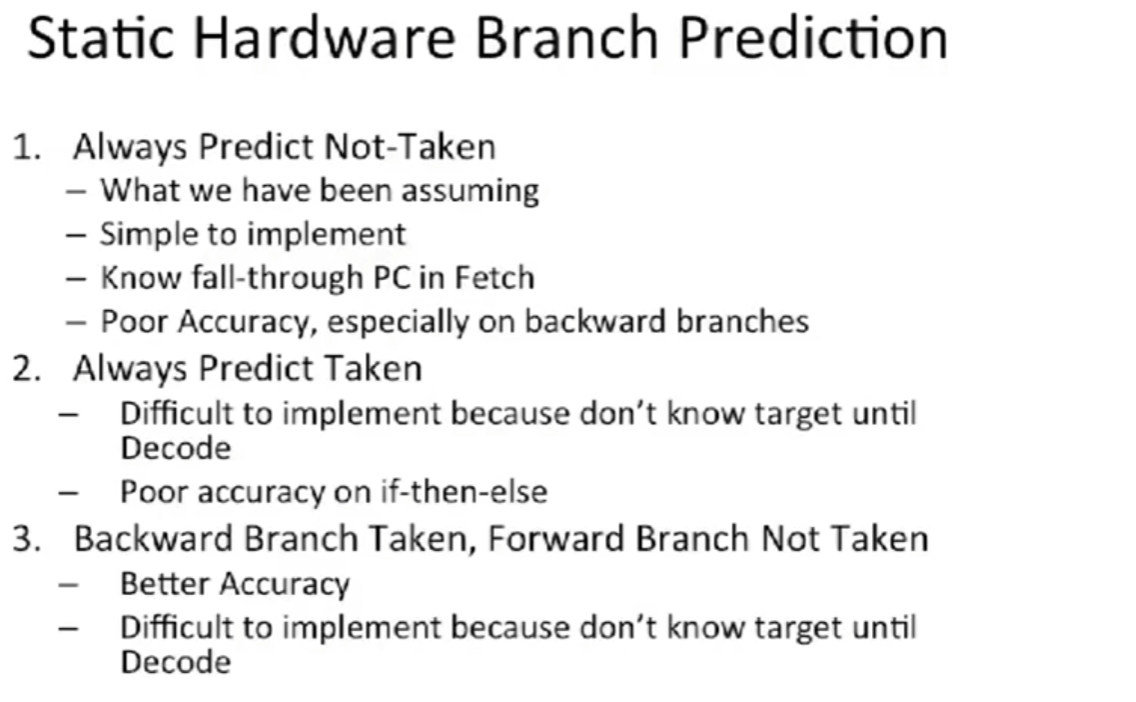 Static Hardware Branch Prediction
1. Always Predict Not-Taken
– What we have been assuming
– Simple to implement
– Know fall-through PC in Fetch
– Poor Accuracy, especially on backward branches
2. Always Predict Taken
– Difficult to implement because don’t know target until
Decode
– Poor accuracy on if-then-else
3. Backward Branch Taken, Forward Branch Not Taken
– Better Accuracy
– Difficult to implement because don’t know target until
Decode